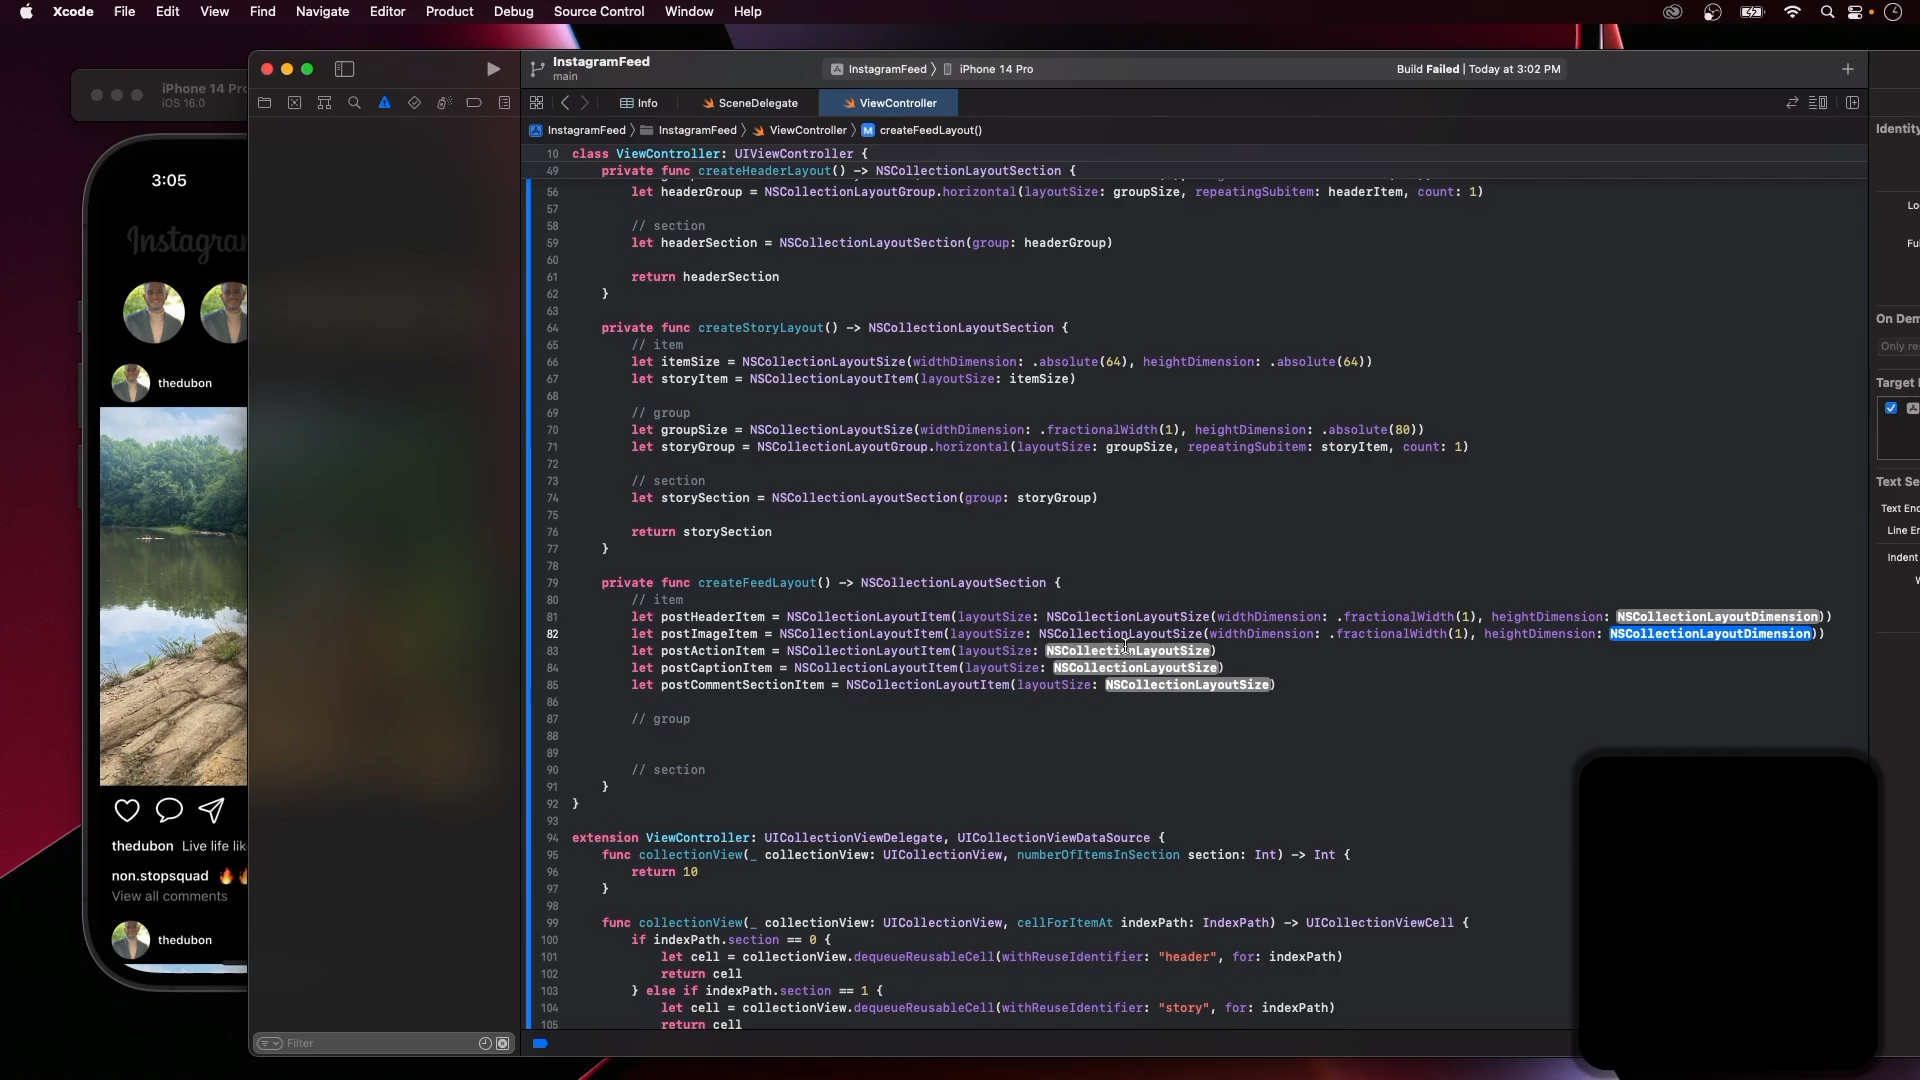 Xcode File Edit View Find Navigate Editor Product Debug Source Control Window Help
iPhone 14 Pro
iOS 16.0
InstagramFeed
main
InstagramFeed 〉 iPhone 14 Pro
Build Failed | Today at 3:02 PM
Info SceneDelegate ViewController
InstagramFeed 〉 InstagramFeed 〉 ViewController 〉 M createFeedLayout()
10 class ViewController: UIViewController {
49 private func createHeaderLayout() -> NSCollectionLayoutSection {
56 let headerGroup = NSCollectionLayoutGroup.horizontal(layoutSize: groupSize, repeatingSubitem: headerItem, count: 1)
57
58 // section
59 let headerSection = NSCollectionLayoutSection(group: headerGroup)
60
61 return headerSection
62 }
63
64 private func createStoryLayout() -> NSCollectionLayoutSection {
65 // item
66 let itemSize = NSCollectionLayoutSize(widthDimension: .absolute(64), heightDimension: .absolute(64))
67 let storyItem = NSCollectionLayoutItem(layoutSize: itemSize)
68
69 // group
70 let groupSize = NSCollectionLayoutSize(widthDimension: .fractionalWidth(1), heightDimension: .absolute(80))
71 let storyGroup = NSCollectionLayoutGroup.horizontal(layoutSize: groupSize, repeatingSubitem: storyItem, count: 1)
72
73 // section
74 let storySection = NSCollectionLayoutSection(group: storyGroup)
75
76 return storySection
77 }
78
79 private func createFeedLayout() -> NSCollectionLayoutSection {
80 // item
81 let postHeaderItem = NSCollectionLayoutItem(layoutSize: NSCollectionLayoutSize(widthDimension: .fractionalWidth(1), heightDimension: NSCollectionLayoutDimension))
82 let postImageItem = NSCollectionLayoutItem(layoutSize: NSCollectionLayoutSize(widthDimension: .fractionalWidth(1), heightDimension: NSCollectionLayoutDimension))
83 let postActionItem = NSCollectionLayoutItem(layoutSize: NSCollectionLayoutSize)
84 let postCaptionItem = NSCollectionLayoutItem(layoutSize: NSCollectionLayoutSize)
85 let postCommentSectionItem = NSCollectionLayoutItem(layoutSize: NSCollectionLayoutSize)
86
87 // group
88
89
90 // section
91 }
92 }
93
94 extension ViewController: UICollectionViewDelegate, UICollectionViewDataSource {
95 func collectionView(_ collectionView: UICollectionView, numberOfItemsInSection section: Int) -> Int {
96 return 10
97 }
98
99 func collectionView(_ collectionView: UICollectionView, cellForItemAt indexPath: IndexPath) -> UICollectionViewCell {
100 if indexPath.section == 0 {
101 let cell = collectionView.dequeueReusableCell(withReuseIdentifier: "header", for: indexPath)
102 return cell
103 } else if indexPath.section == 1 {
104 let cell = collectionView.dequeueReusableCell(withReuseIdentifier: "story", for: indexPath)
105 return cell
Filter
3:05
Instagram
thedubon
thedubon Live life lik
non.stopsquad 🔥
View all comments
thedubon
Identity
Lo
Ful
On Dem
Only res
Target
Text Se
Text Enc
Line En
Indent